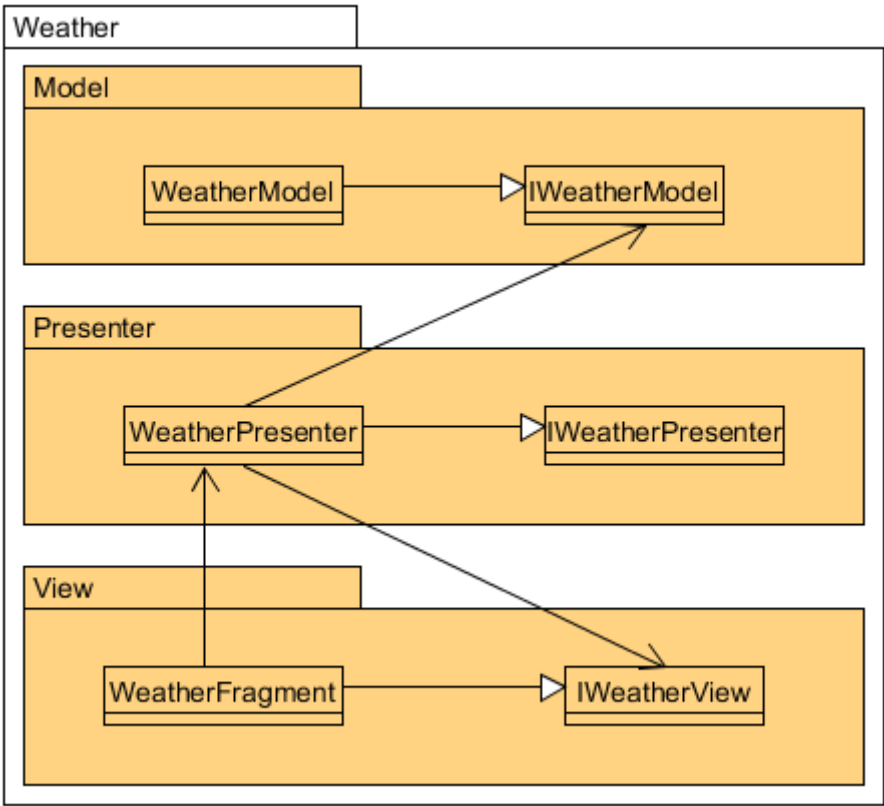 Weather
Model
WeatherModel
IWeatherModel
Presenter
WeatherPresenter
IWeatherPresenter
View
WeatherFragment
IWeatherView